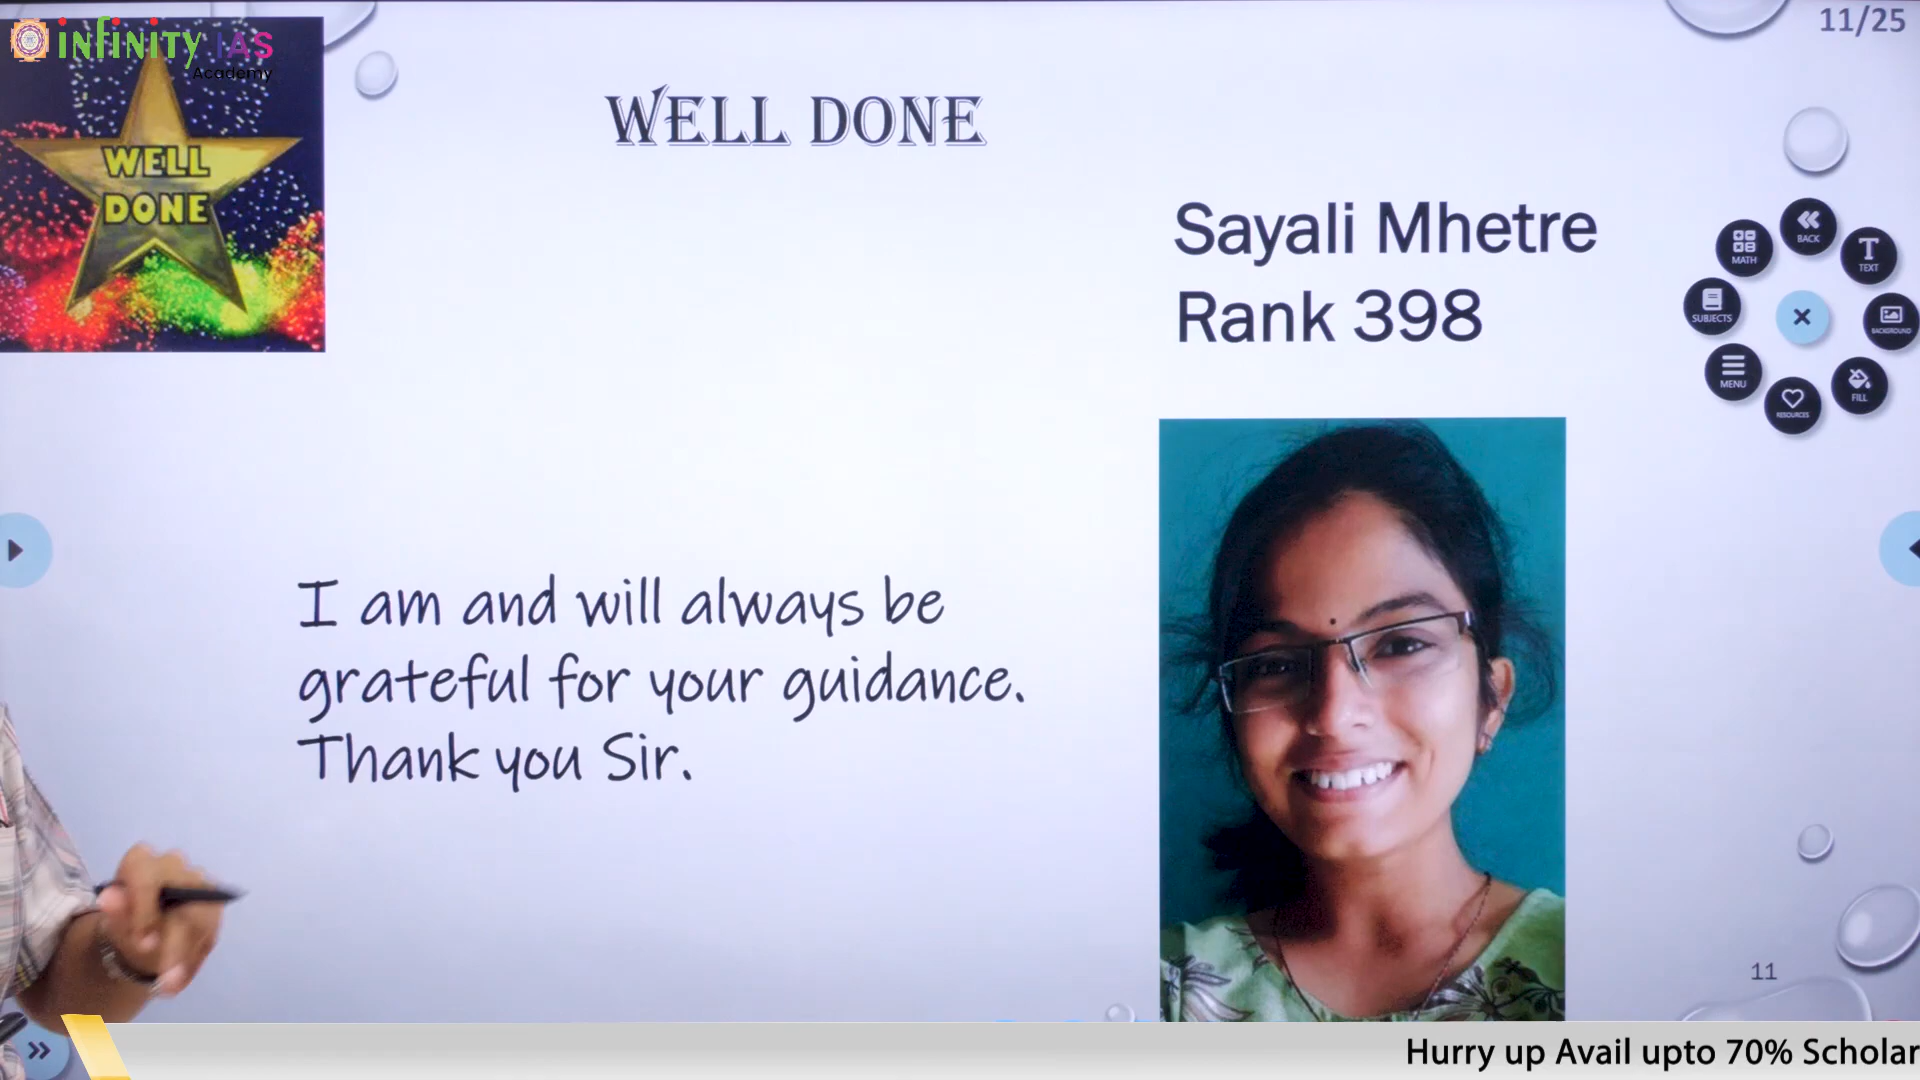 infinity IAS
Academy
WELL
DONE
WELL DONE
11/25
Sayali Mhetre
Rank 398
BACK
MATH
TEXT
SUBJECTS
BACKGROUND
MENU
FILL
RESOURCES
I am and will always be
grateful for your guidance.
Thank you Sir.
11
Hurry up Avail upto 70% Scholar